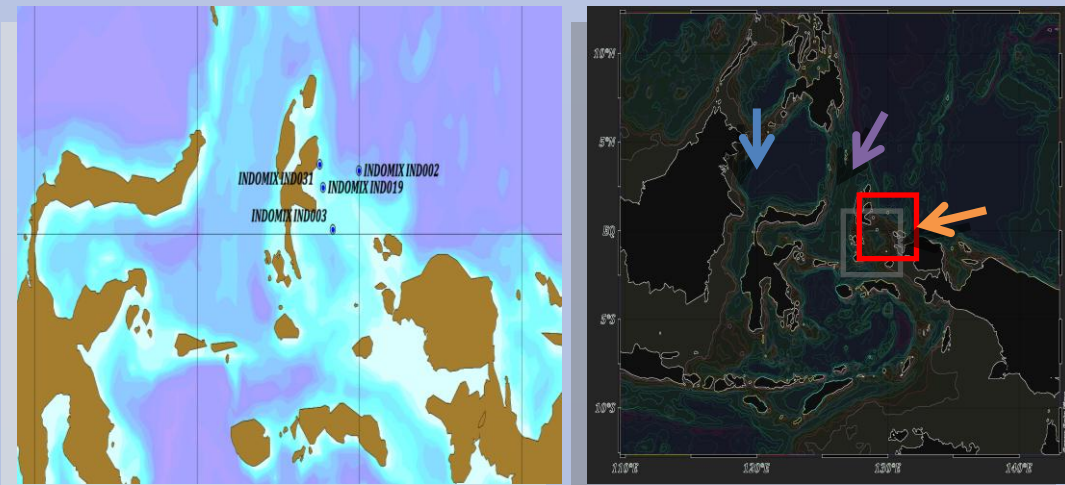 INDOMIX IND002
INDOMIX IND031
INDOMIX IND019
INDOMIX IND003
10°N
5°N
EQ
5°S
10°S
110°E
120°E
130°E
140°E